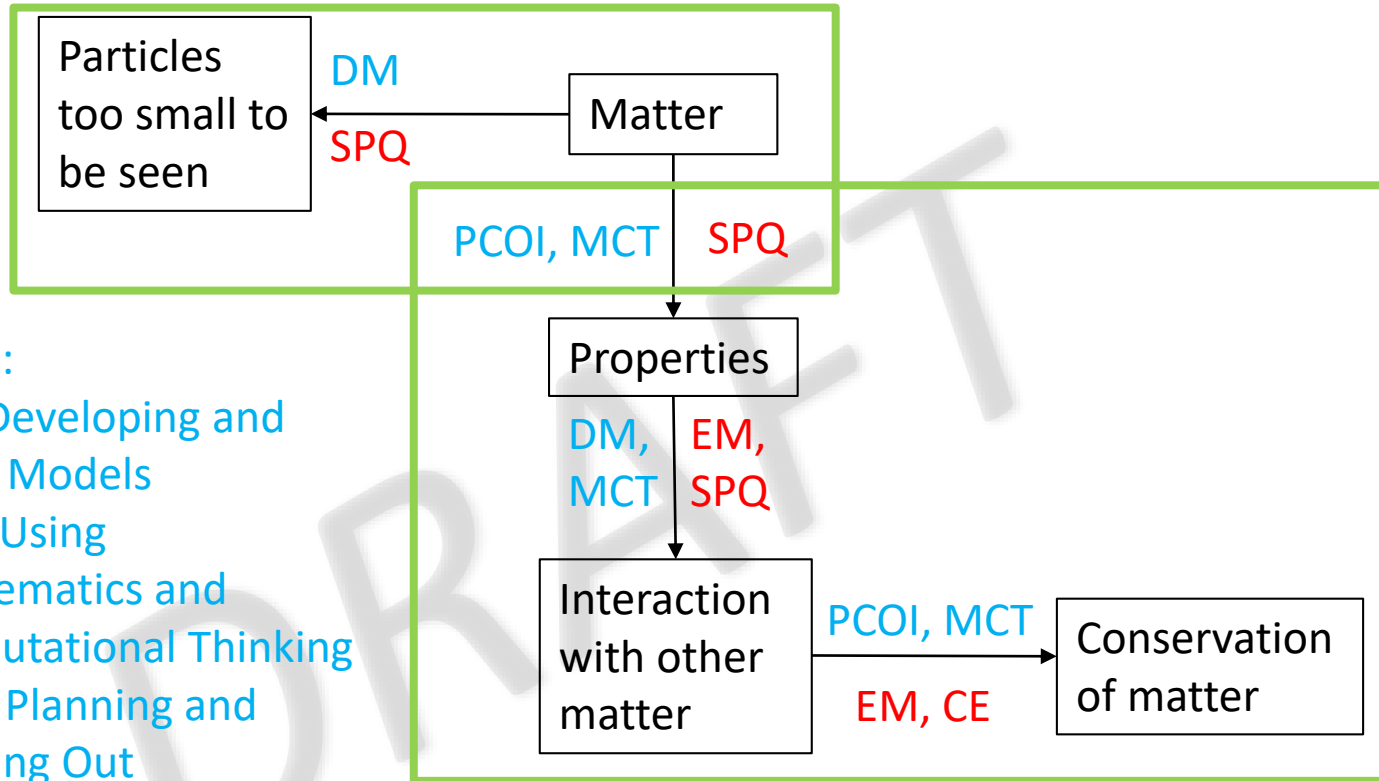 Particles
too small to
be seen
DM
SPQ
Matter
PCOI, MCT
SPQ
Properties
DM,
MCT
EM,
SPQ
Interaction
with other
matter
PCOI, MCT
EM, CE
Conservation
of matter
:
Developing and
Models
Using
ematics and
utational Thinking
Planning and
ng Out
DRAFT